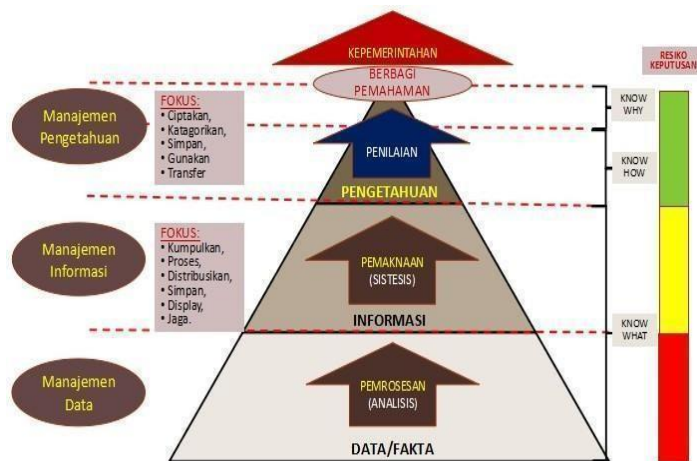 KEPEMERINTAHAN
BERBAGI
PEMAHAMAN
RESIKO
KEPUTUSAN
Manajemen
Pengetahuan
FOKUS:
• Ciptakan,
• Katagorikan,
• Simpan,
• Gunakan
• Transfer
PENILAIAN
PENGETAHUAN
KNOW
WHY
KNOW
HOW
Manajemen
Informasi
FOKUS:
• Kumpulkan,
• Proses,
• Distribusikan,
• Simpan,
• Display,
• Jaga.
PEMAKNAAN
(SISTESIS)
INFORMASI
KNOW
WHAT
Manajemen
Data
PEMROSESAN
(ANALISIS)
DATA/FAKTA